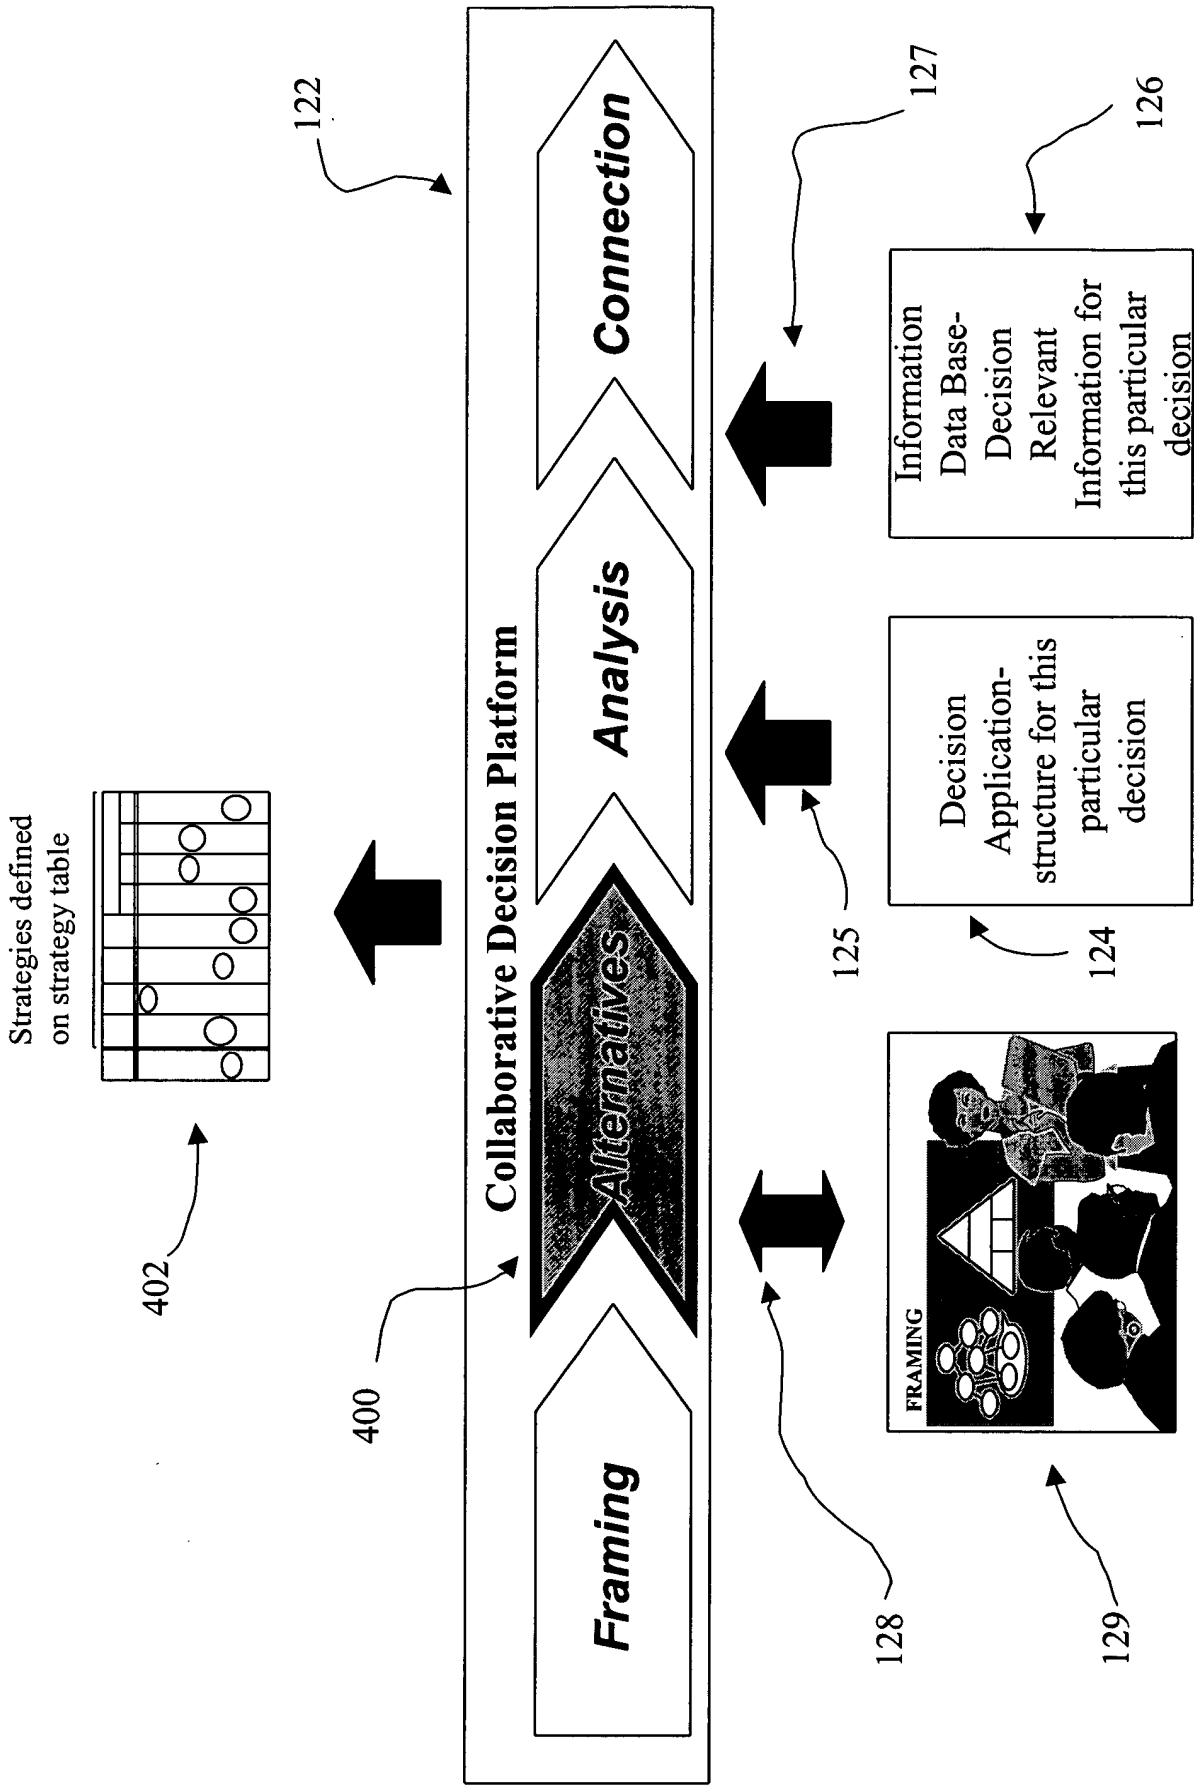 Strategies defined
on strategy table
402
122
400
Collaborative Decision Platform
Framing
Alternatives
Analysis
Connection
128
125
127
FRAMING
129
Decision
Application-
structure for this
particular
decision
124
Information
Data Base-
Decision
Relevant
Information for
this particular
decision
126